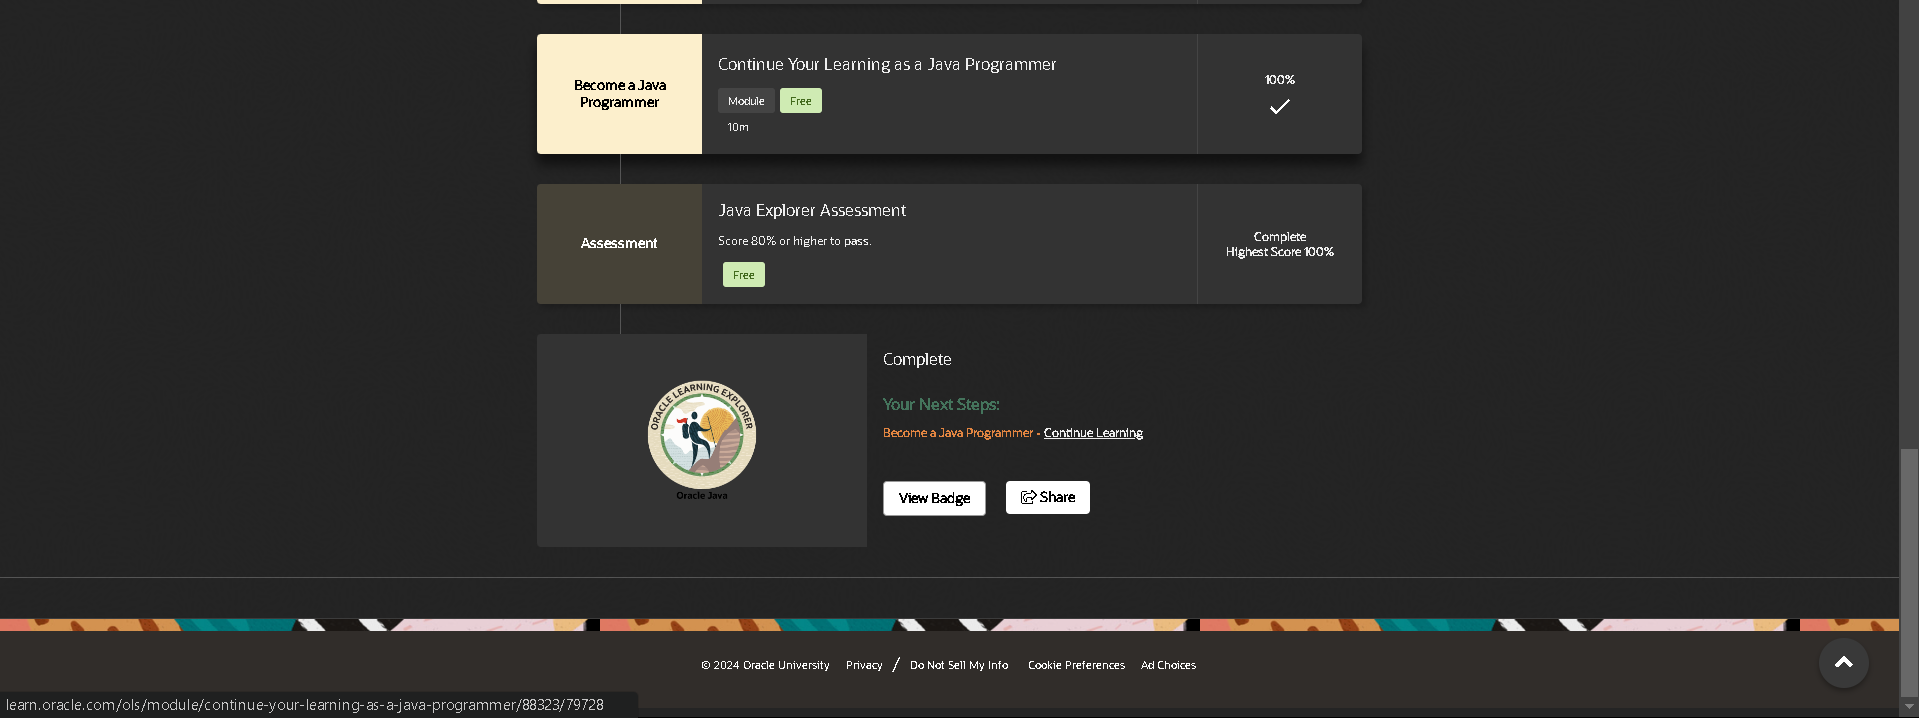 Become a Java
Programmer
Continue Your Learning as a Java Programmer
Module
Free
10m
100%
Assessment
Java Explorer Assessment
Score 80% or higher to pass.
Free
Complete
Highest Score 100%
ORACLE LEARNING EXPLORER
Oracle Java
Complete
Your Next Steps:
Become a Java Programmer - Continue Learning
View Badge
Share
© 2024 Oracle University Privacy / Do Not Sell My Info Cookie Preferences Ad Choices
learn.oracle.com/ols/module/continue-your-learning-as-a-java-programmer/88323/79728